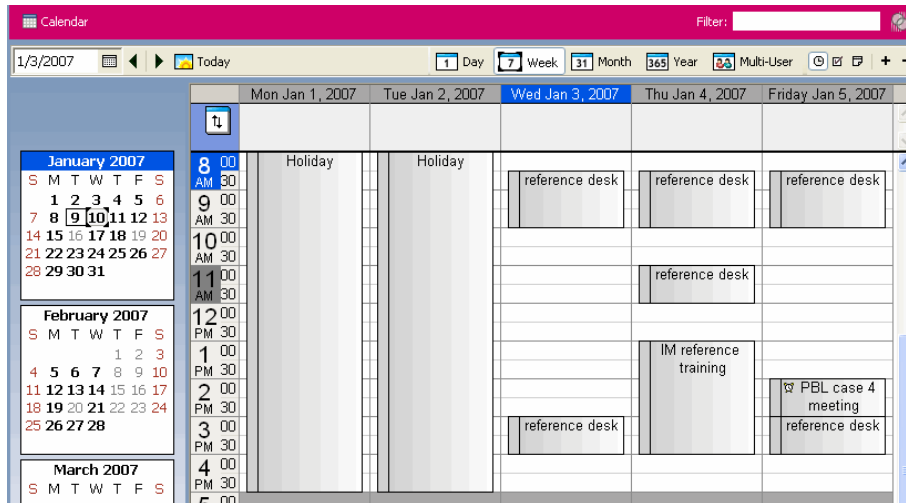 Calendar
Filter:
1/3/2007
Today
1 Day
7 Week
31 Month
365 Year
Multi-User
Mon Jan 1, 2007
Tue Jan 2, 2007
Wed Jan 3, 2007
Thu Jan 4, 2007
Friday Jan 5, 2007
January 2007
S M T W T F S
1 2 3 4 5 6
7 8 9 10 11 12 13
14 15 16 17 18 19 20
21 22 23 24 25 26 27
28 29 30 31
February 2007
S M T W T F S
1 2 3
4 5 6 7 8 9 10
11 12 13 14 15 16 17
18 19 20 21 22 23 24
25 26 27 28
March 2007
S M T W T F S
8 00
AM 30
9 00
AM 30
10 00
AM 30
11 00
AM 30
12 00
PM 30
1 00
PM 30
2 00
PM 30
3 00
PM 30
4 00
PM 30
5 00
Holiday
Holiday
reference desk
reference desk
reference desk
reference desk
IM reference
training
PBL case 4
meeting
reference desk
reference desk